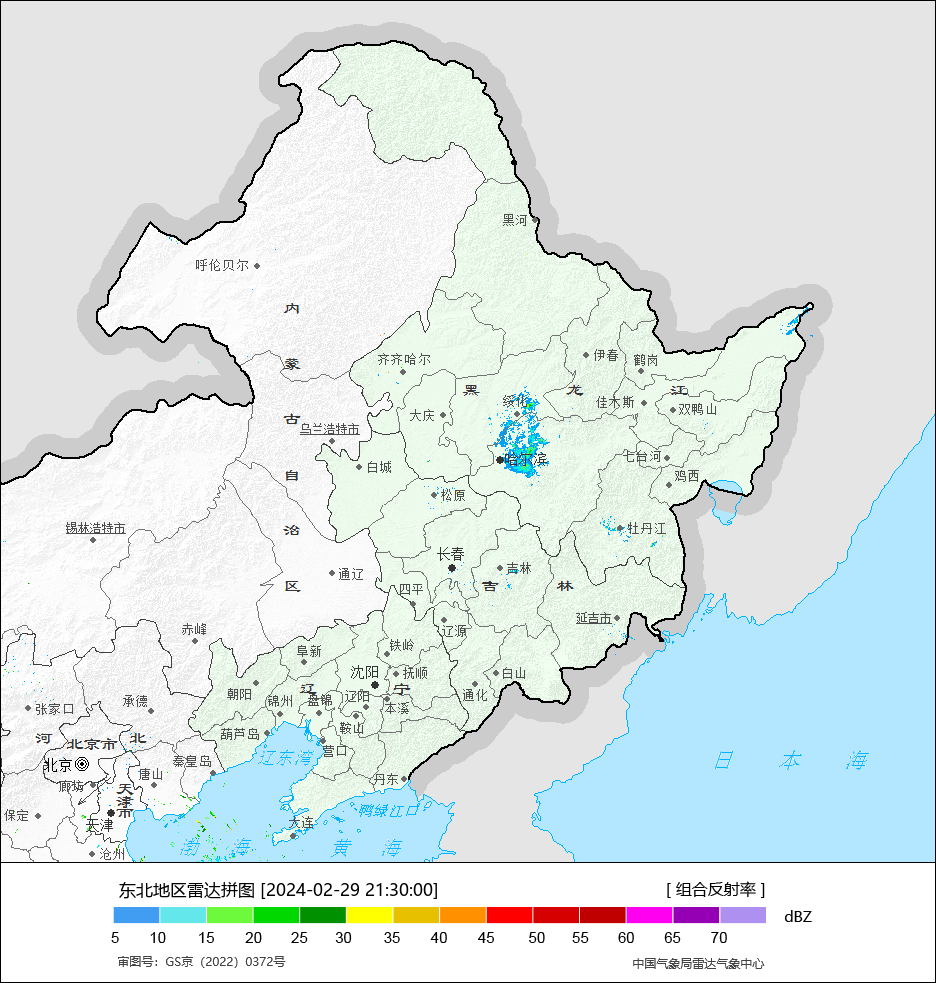 黑河
呼伦贝尔
内
蒙
古
自
治
区
齐齐哈尔
伊春
鹤岗
黑
龙
江
绥化
佳木斯
双鸭山
大庆
乌兰浩特市
哈尔滨
七台河
白城
鸡西
松原
锡林浩特市
牡丹江
长春
吉林
通辽
四平
吉
林
延吉市
赤峰
辽源
铁岭
阜新
沈阳
抚顺
白山
朝阳
辽
宁
通化
锦州
盘锦
辽阳
本溪
承德
张家口
葫芦岛
鞍山
河
北京市
北
营口
辽东湾
秦皇岛
北京
唐山
丹东
廊坊
天
津
市
鸭绿江口
保定
天津
大连
沧州
渤 海
黄 海
日 本 海
东北地区雷达拼图 [2024-02-29 21:30:00]
[ 组合反射率 ]
dBZ
5 10 15 20 25 30 35 40 45 50 55 60 65 70
审图号：GS京（2022）0372号
中国气象局雷达气象中心